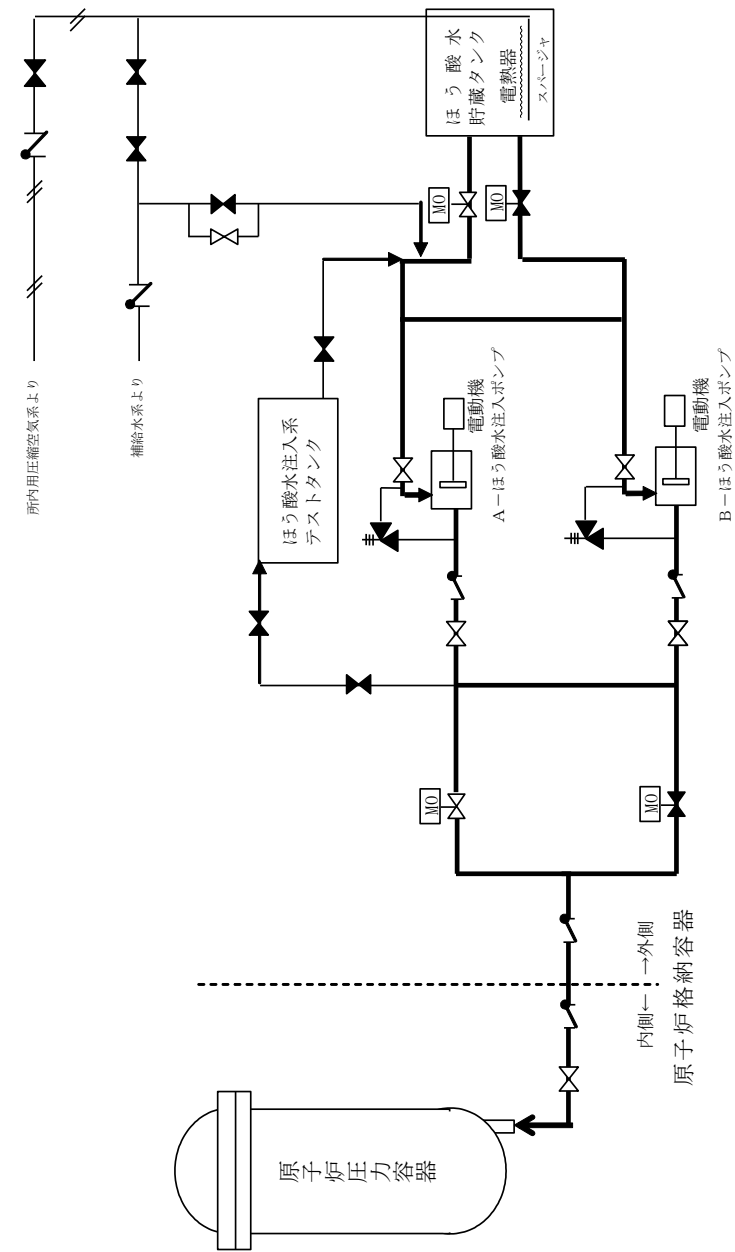 所内用圧縮空気系より
補給水系より
ほう酸水
貯蔵タンク
電熱器
スパージャ
MO
MO
ほう酸水注入系
テストタンク
電動機
A-ほう酸水注入ポンプ
電動機
B-ほう酸水注入ポンプ
MO
MO
内側← →外側
原子炉格納容器
原子炉圧力容器